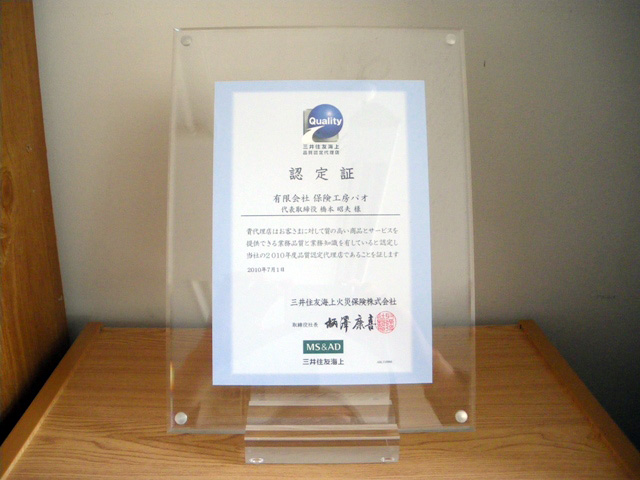 Quality
三井住友海上
品質認定代理店
認定証
有限会社 保険工房パオ
代表取締役 橋本 昭夫 様
貴代理店はお客さまに対して質の高い商品とサービスを
提供できる業務品質と業務知識を有していると認定し
当社の2010年度品質認定代理店であることを証します
2010年7月1日
三井住友海上火災保険株式会社
取締役社長 柄澤康喜
MS&AD
三井住友海上